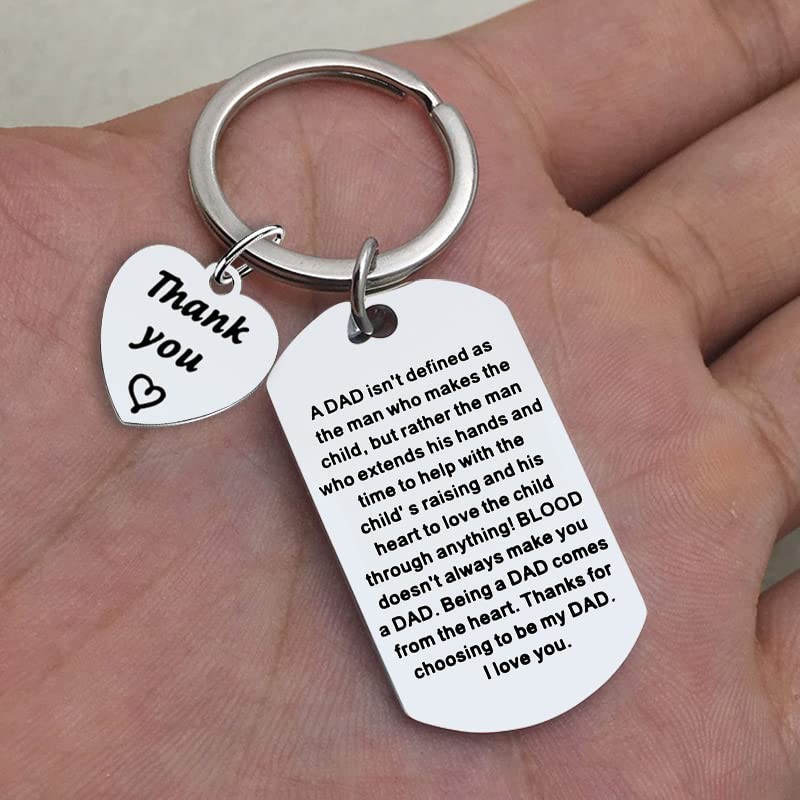 Thank
you
A DAD isn't defined as
the man who makes the
child, but rather the man
who extends his hands and
time to help with the
child' s raising and his
heart to love the child
through anything! BLOOD
doesn't always make you
a DAD. Being a DAD comes
from the heart. Thanks for
choosing to be my DAD.
I love you.